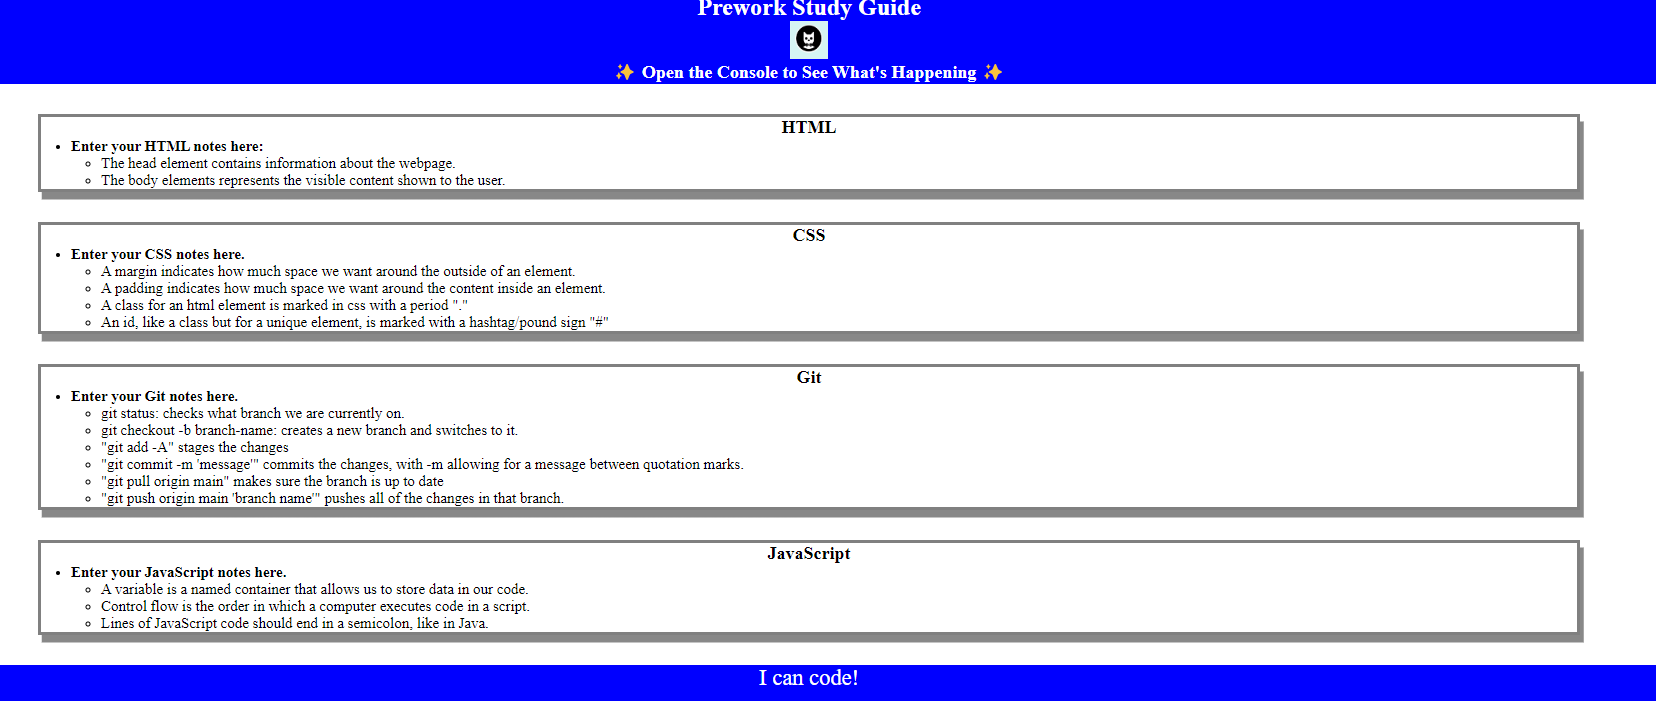 Prework Study Guide
✨ Open the Console to See What's Happening ✨
HTML
Enter your HTML notes here:
The head element contains information about the webpage.
The body elements represents the visible content shown to the user.
CSS
Enter your CSS notes here.
A margin indicates how much space we want around the outside of an element.
A padding indicates how much space we want around the content inside an element.
A class for an html element is marked in css with a period "."
An id, like a class but for a unique element, is marked with a hashtag/pound sign "#"
Git
Enter your Git notes here.
git status: checks what branch we are currently on.
git checkout -b branch-name: creates a new branch and switches to it.
"git add -A" stages the changes
"git commit -m 'message'" commits the changes, with -m allowing for a message between quotation marks.
"git pull origin main" makes sure the branch is up to date
"git push origin main 'branch name'" pushes all of the changes in that branch.
JavaScript
Enter your JavaScript notes here.
A variable is a named container that allows us to store data in our code.
Control flow is the order in which a computer executes code in a script.
Lines of JavaScript code should end in a semicolon, like in Java.
I can code!